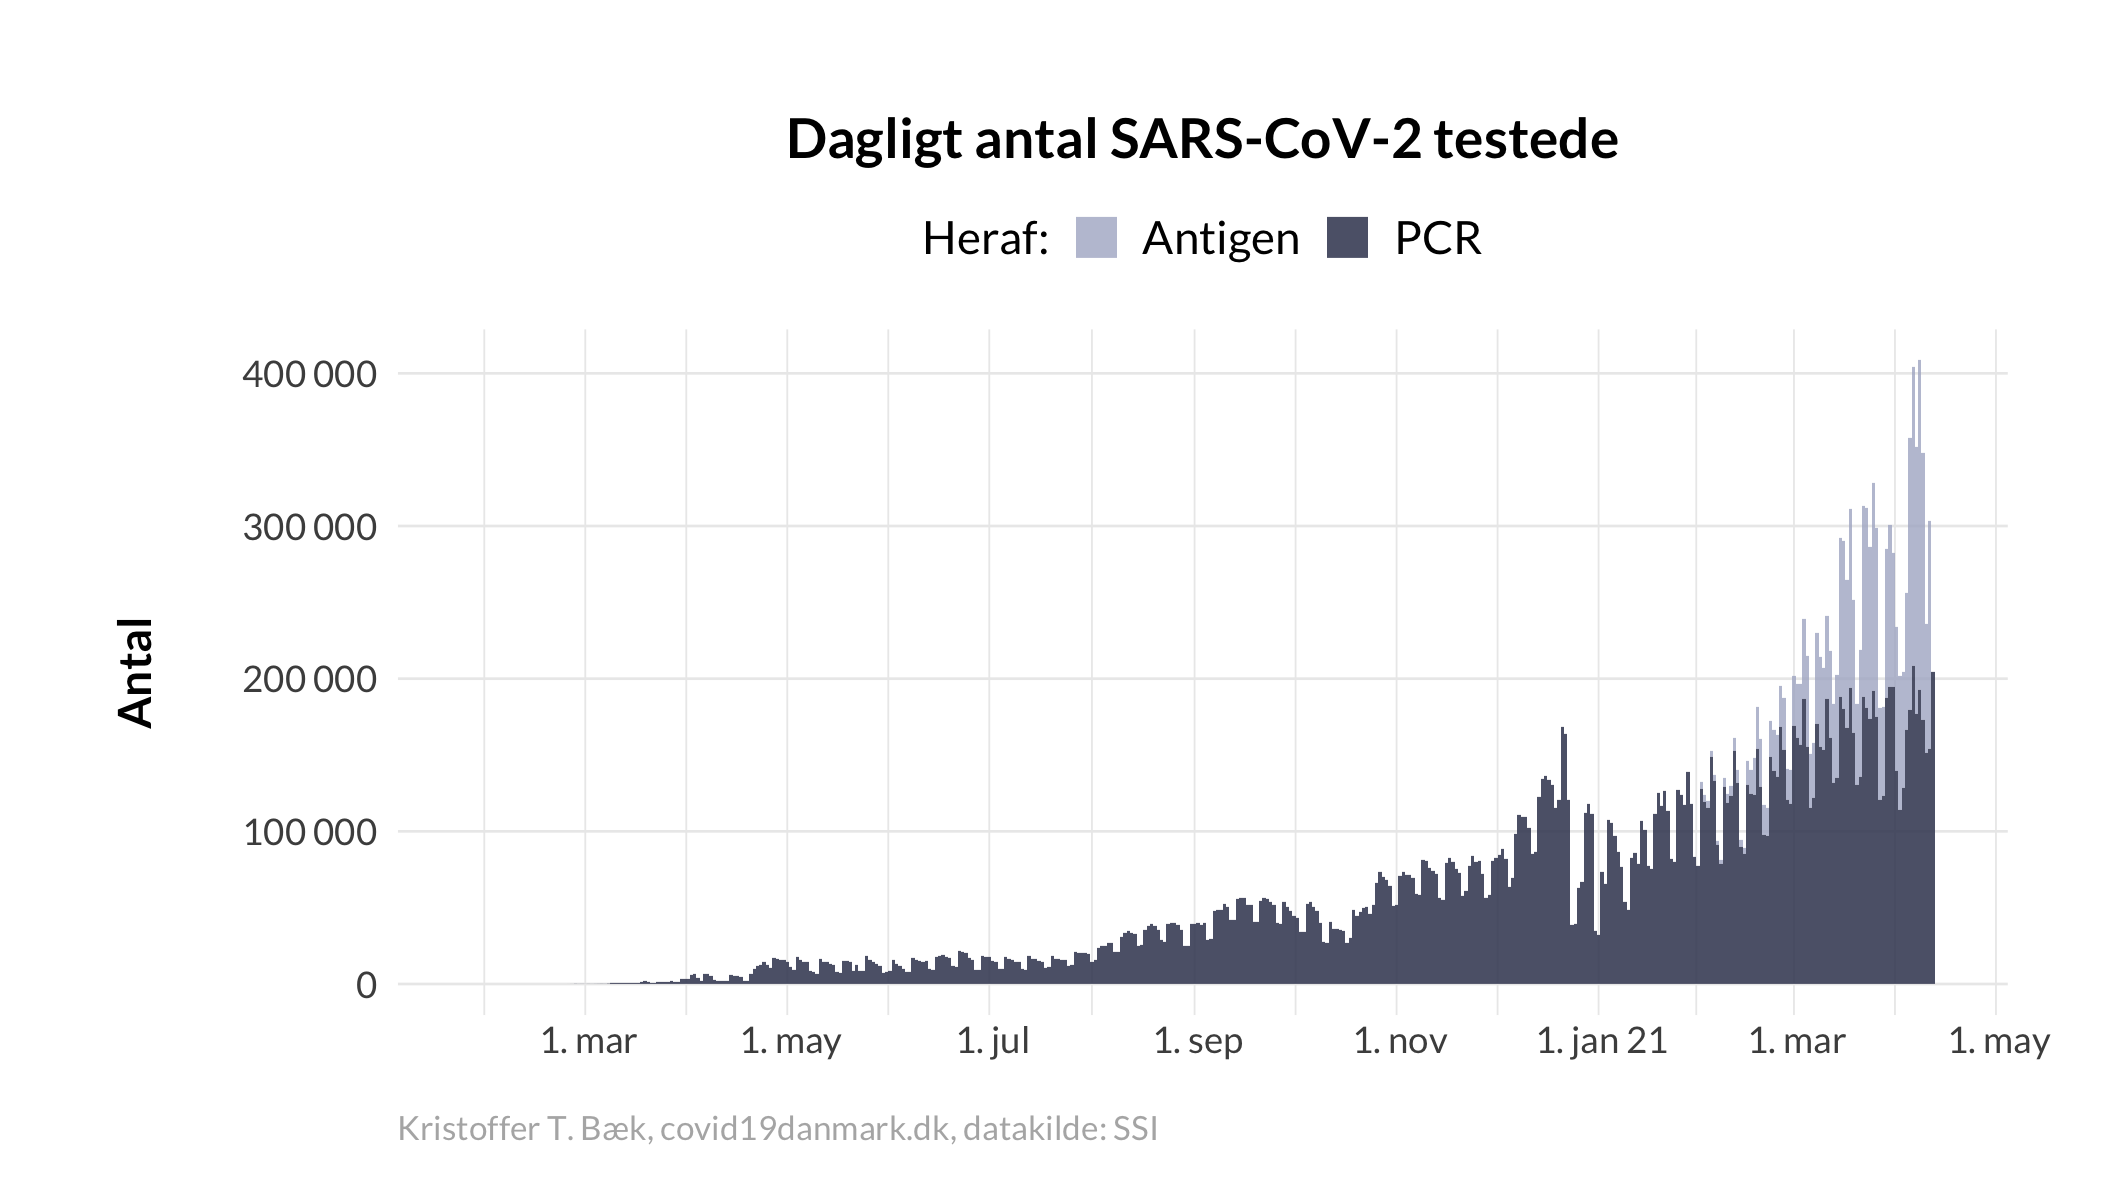 Dagligt antal SARS-CoV-2 testede
Heraf: Antigen PCR
Antal
400 000
300 000
200 000
100 000
0
1. mar 1. may 1. jul 1. sep 1. nov 1. jan 21 1. mar 1. may
Kristoffer T. Bæk, covid19danmark.dk, datakilde: SSI